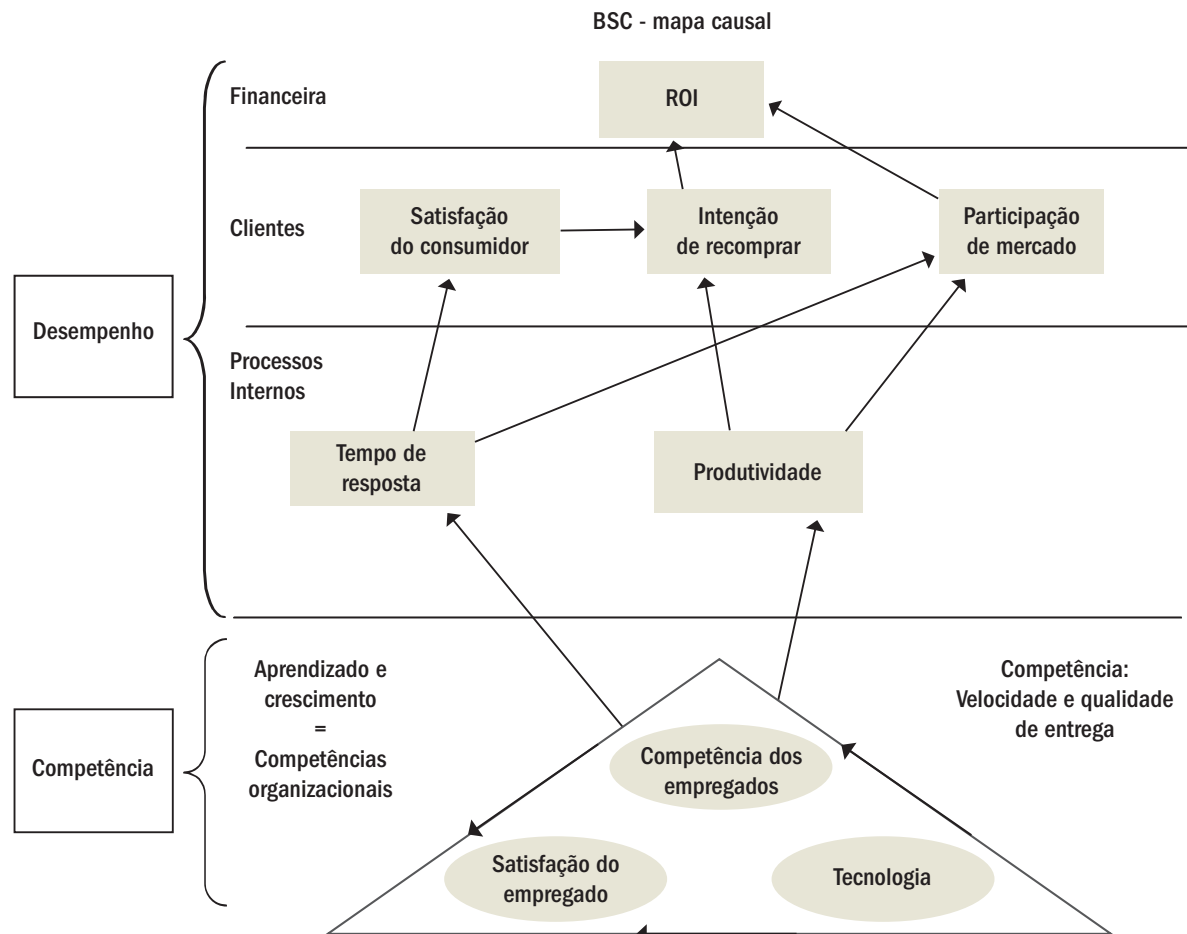 BSC - mapa causal
Financeira
ROI
Clientes
Satisfação
do consumidor
Intenção
de recomprar
Participação
de mercado
Desempenho
Processos
Internos
Tempo de
resposta
Produtividade
Aprendizado e
crescimento
=
Competências
organizacionais
Competência:
Velocidade e qualidade
de entrega
Competência
Competência dos
empregados
Satisfação do
empregado
Tecnologia